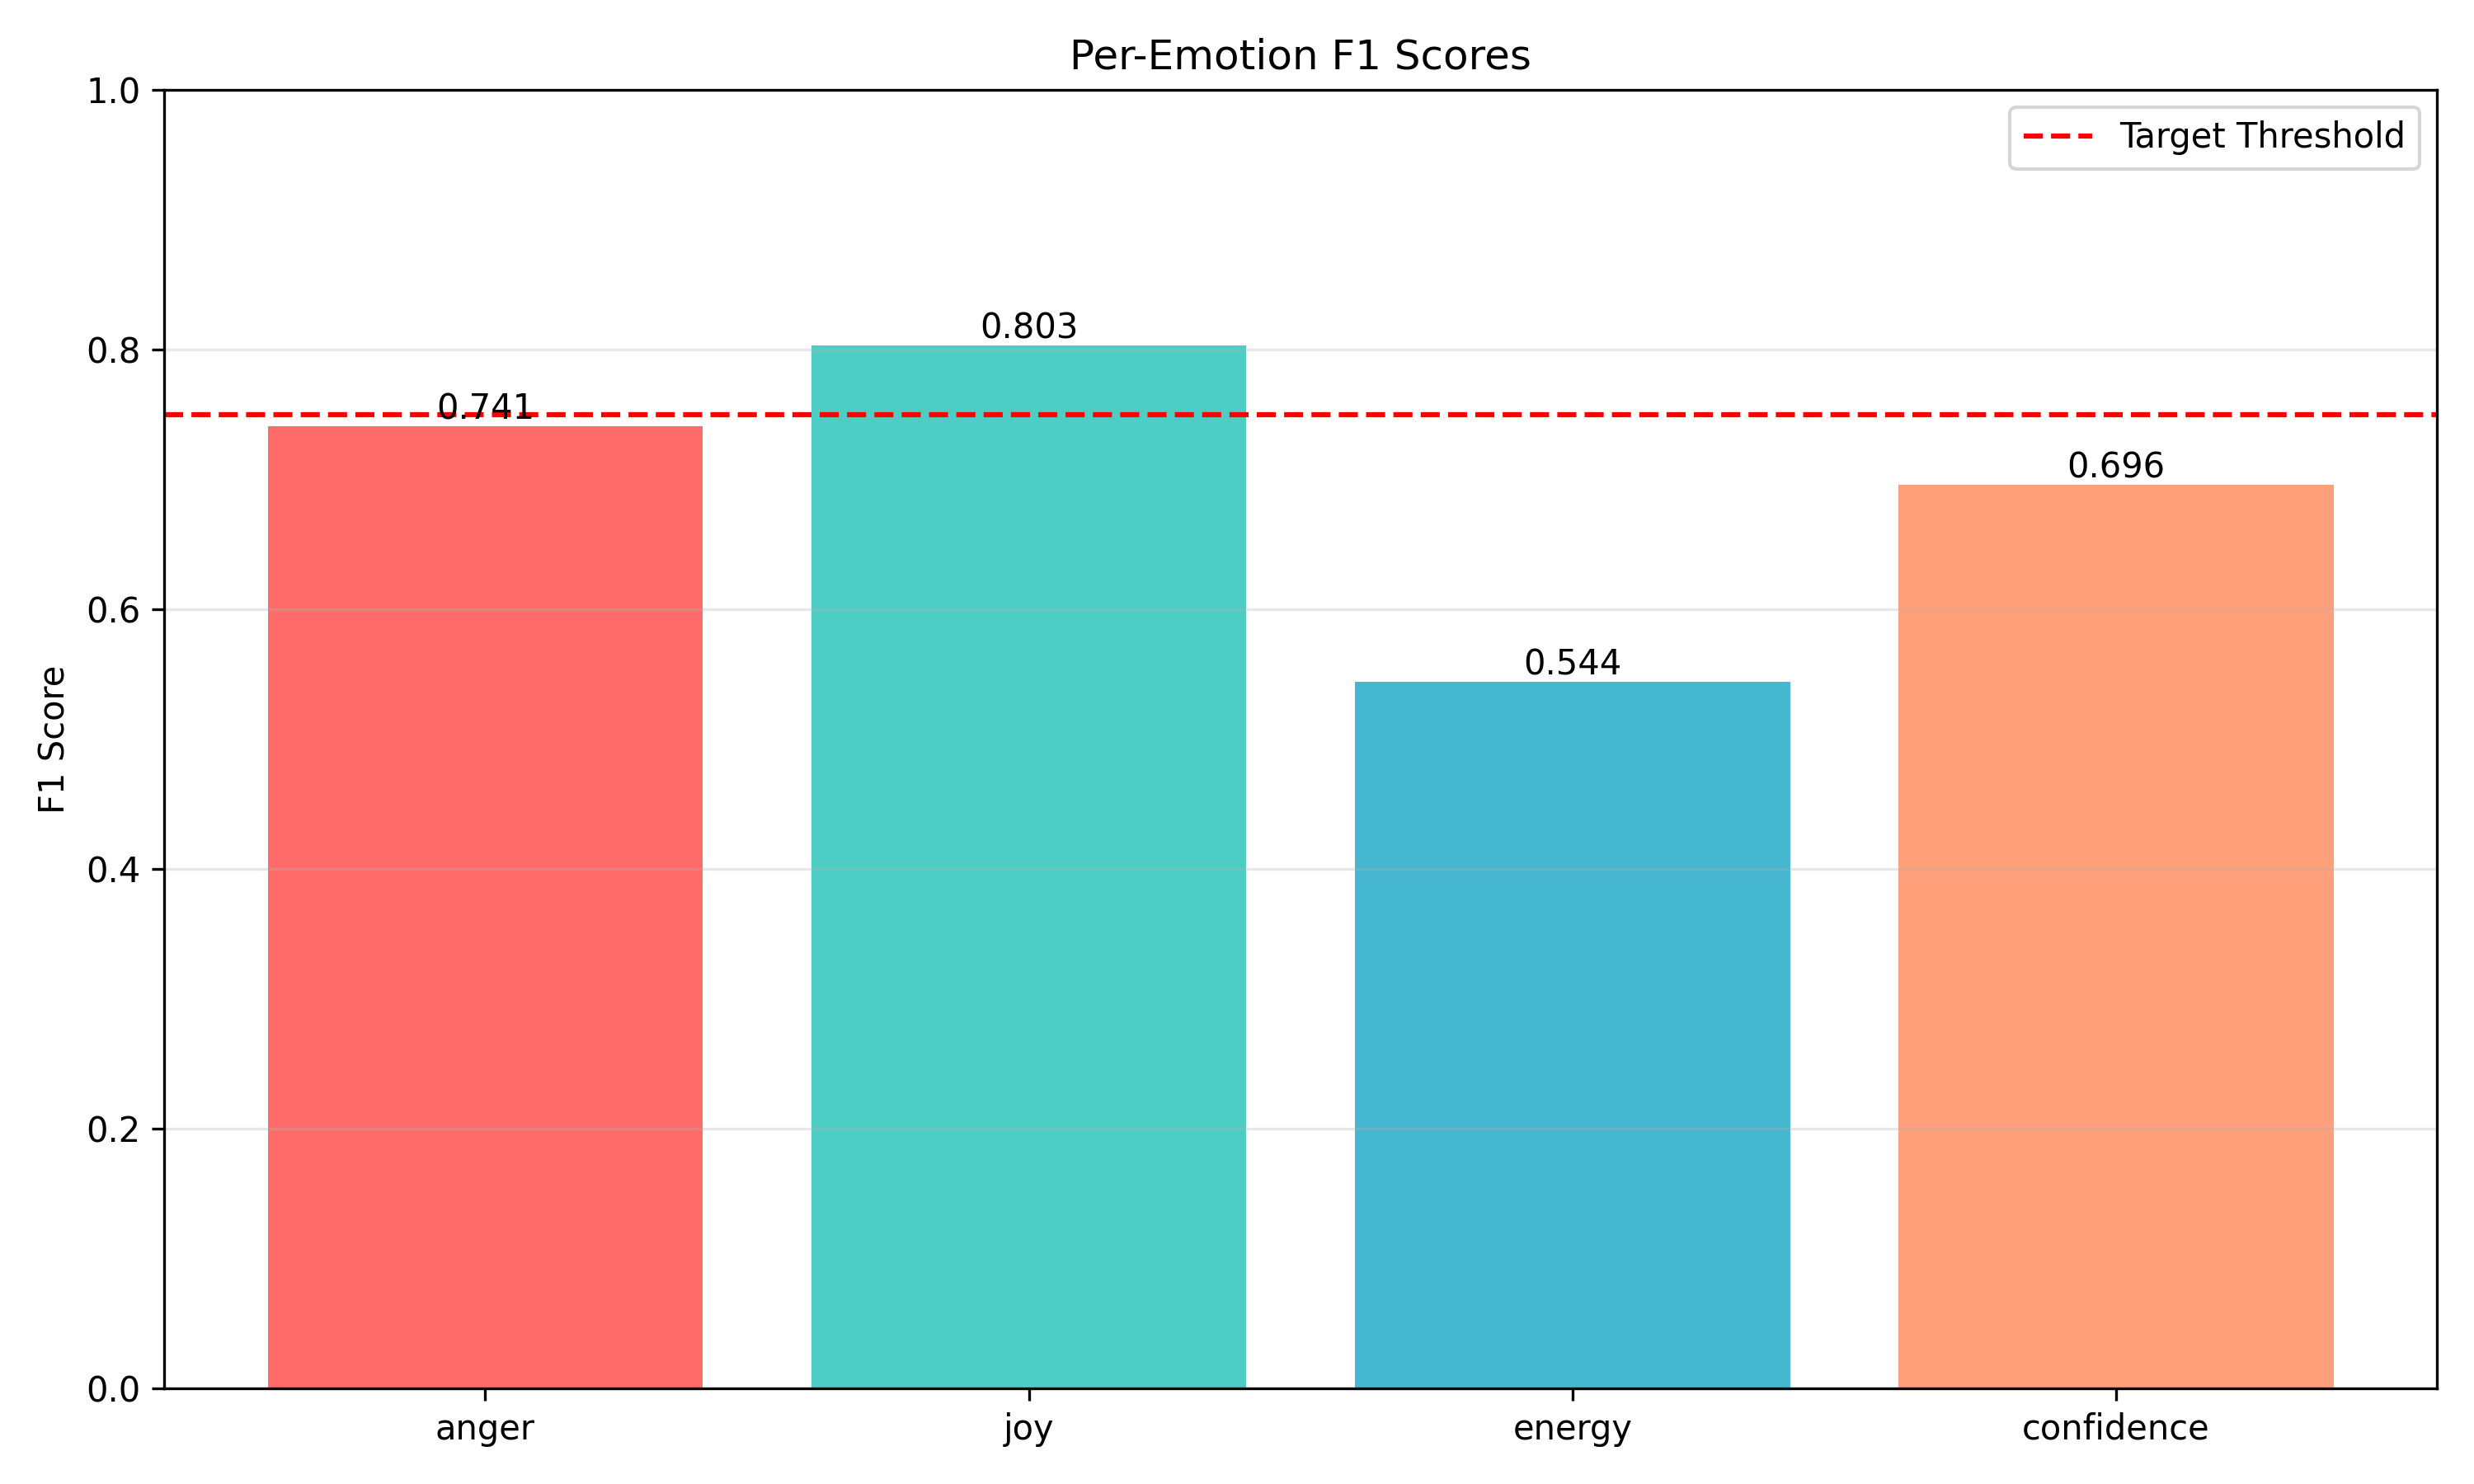 Per-Emotion F1 Scores
Target Threshold
F1 Score
1.0
0.8
0.6
0.4
0.2
0.0
0.741
0.803
0.544
0.696
anger
joy
energy
confidence